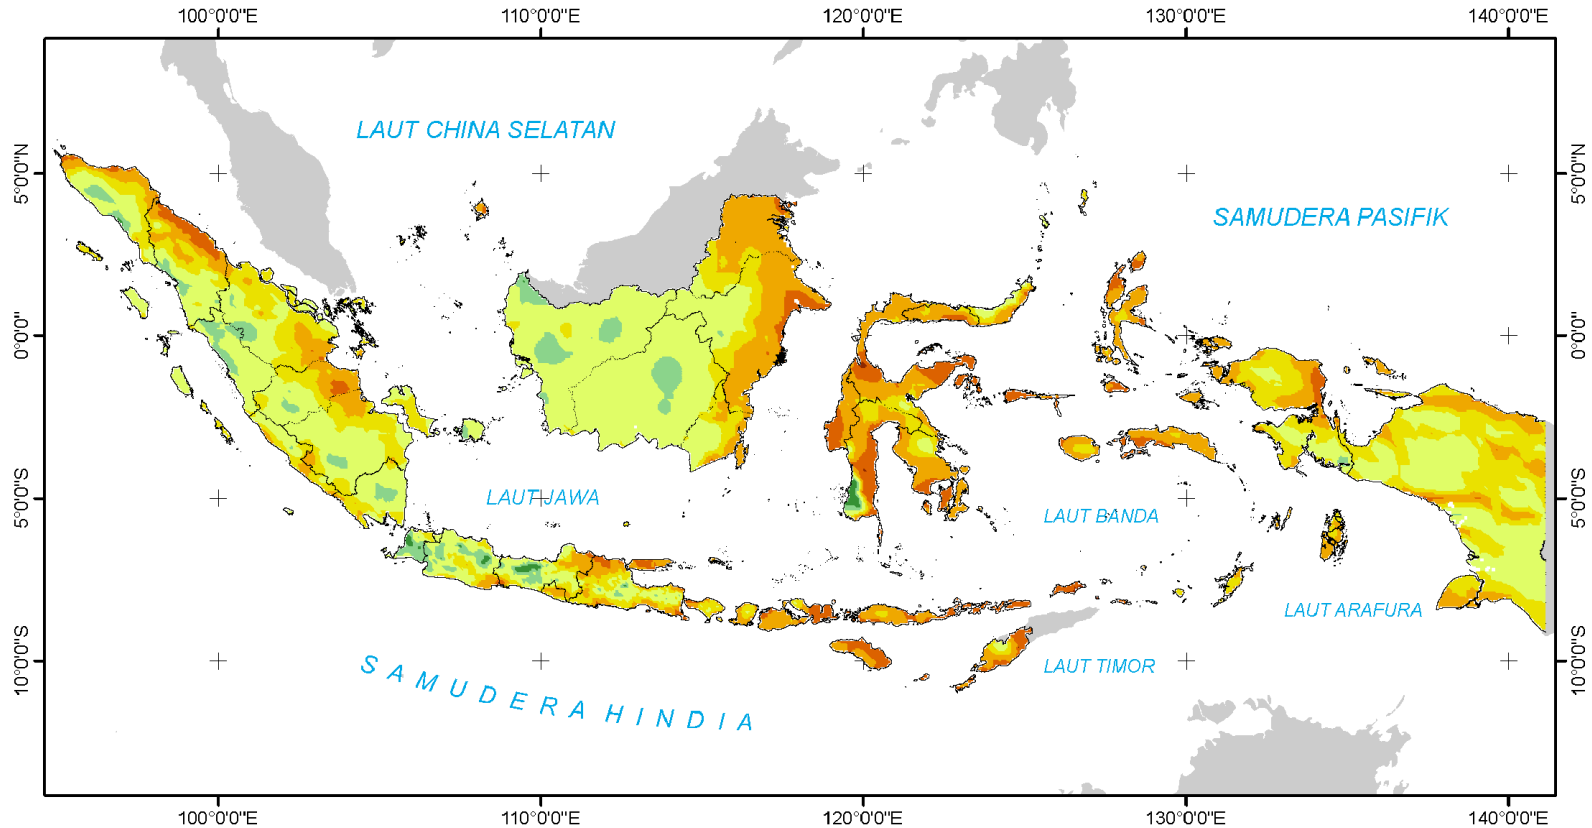 100°0'0"E 110°0'0"E 120°0'0"E 130°0'0"E 140°0'0"E
LAUT CHINA SELATAN
5°0'0"N 5°0'0"N
SAMUDERA PASIFIK
0°0'0" 0°0'0"
LAUT JAWA
5°0'0"S 5°0'0"S
LAUT BANDA
LAUT ARAFURA
LAUT TIMOR
10°0'0"S 10°0'0"S
SAMUDERA HINDIA
100°0'0"E 110°0'0"E 120°0'0"E 130°0'0"E 140°0'0"E